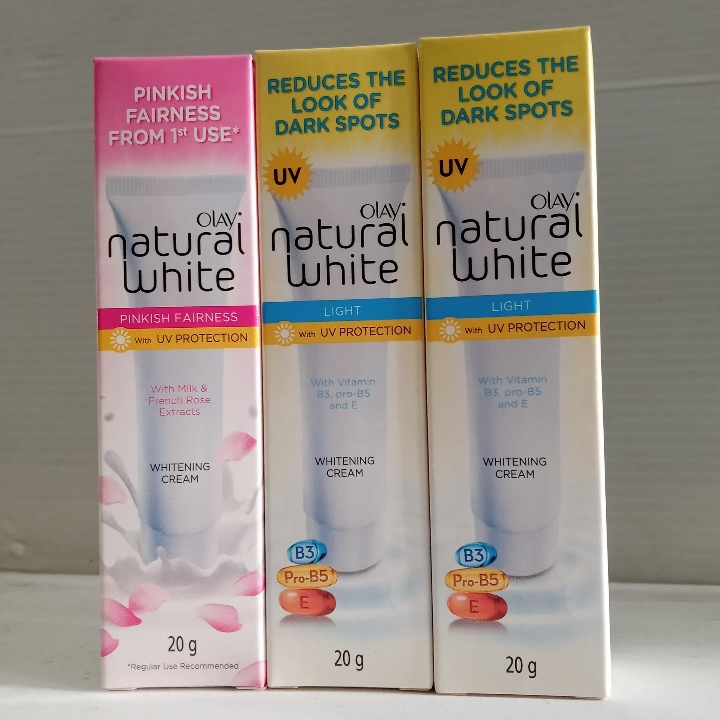 PINKISH
FAIRNESS
FROM 1st USE*
OLAY
natural
white
PINKISH FAIRNESS
With UV PROTECTION
With Milk &
French Rose
Extracts
WHITENING
CREAM
20 g
*Regular Use Recommended
REDUCES THE
LOOK OF
DARK SPOTS
UV
OLAY
natural
white
LIGHT
With UV PROTECTION
With Vitamin
B3, pro-B5
and E
WHITENING
CREAM
B3
Pro-B5
E
20 g
REDUCES THE
LOOK OF
DARK SPOTS
UV
OLAY
natural
white
LIGHT
With UV PROTECTION
With Vitamin
B3, pro-B5
and E
WHITENING
CREAM
B3
Pro-B5
E
20 g